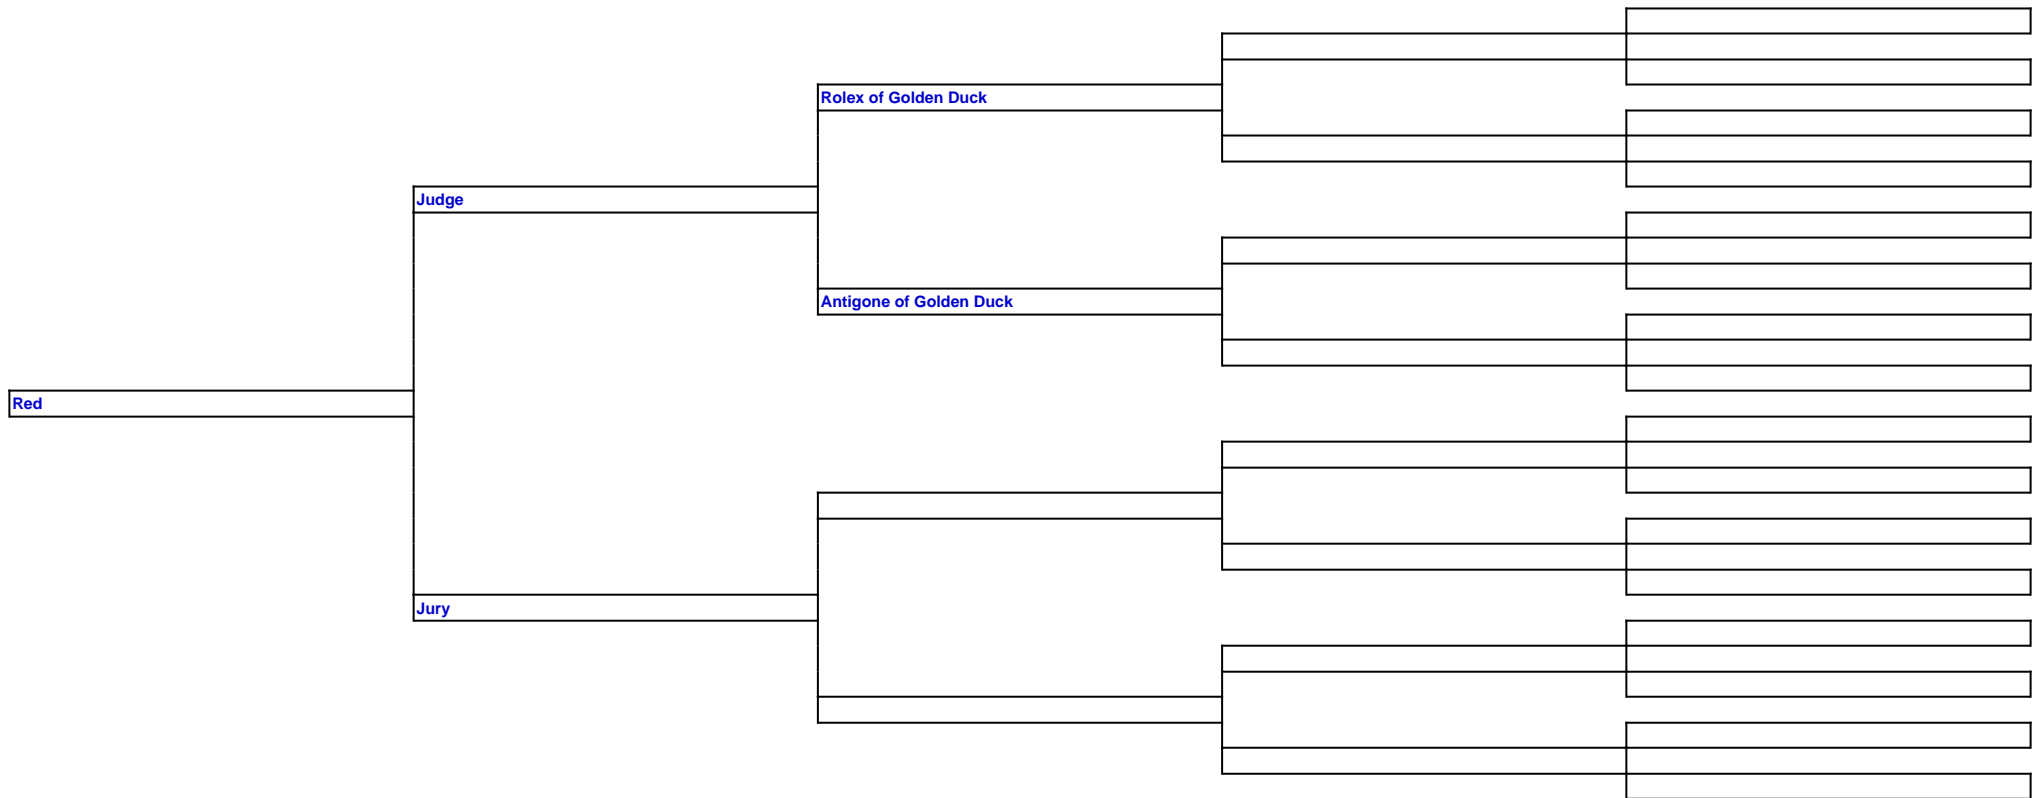 Rolex of Golden Duck
Judge
Antigone of Golden Duck
Red
Jury